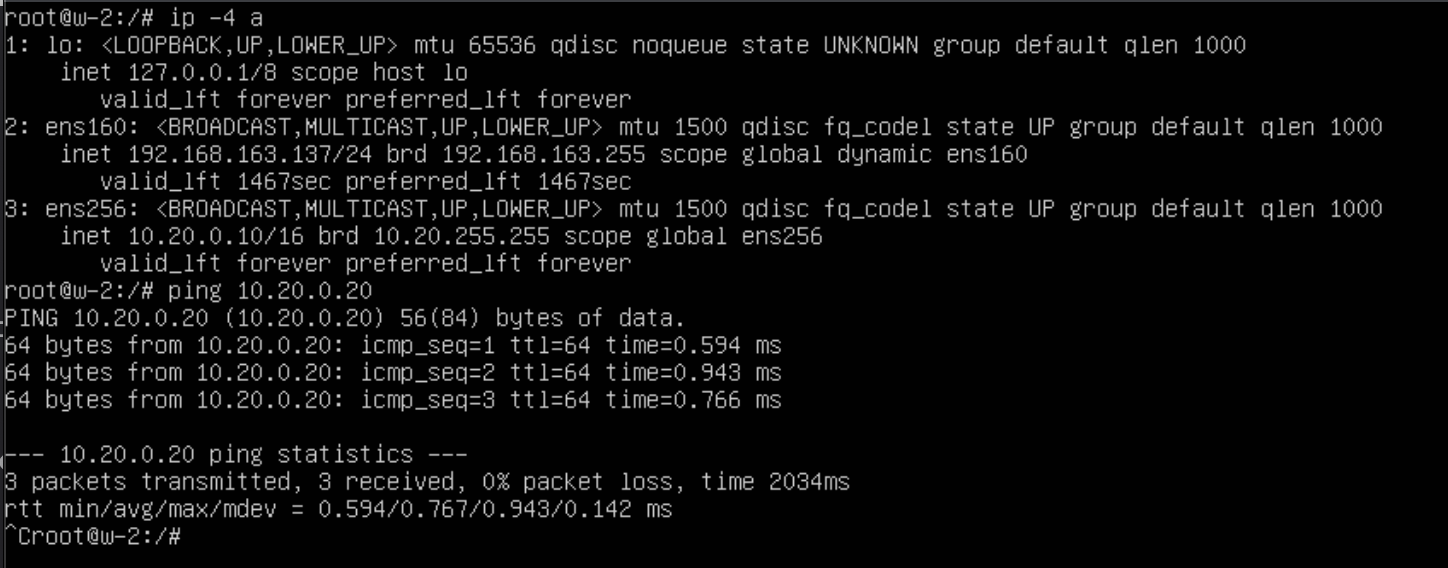 root@w-2:/# ip -4 a
1: lo: <LOOPBACK,UP,LOWER_UP> mtu 65536 qdisc noqueue state UNKNOWN group default qlen 1000
    inet 127.0.0.1/8 scope host lo
       valid_lft forever preferred_lft forever
2: ens160: <BROADCAST,MULTICAST,UP,LOWER_UP> mtu 1500 qdisc fq_codel state UP group default qlen 1000
    inet 192.168.163.137/24 brd 192.168.163.255 scope global dynamic ens160
       valid_lft 1467sec preferred_lft 1467sec
3: ens256: <BROADCAST,MULTICAST,UP,LOWER_UP> mtu 1500 qdisc fq_codel state UP group default qlen 1000
    inet 10.20.0.10/16 brd 10.20.255.255 scope global ens256
       valid_lft forever preferred_lft forever
root@w-2:/# ping 10.20.0.20
PING 10.20.0.20 (10.20.0.20) 56(84) bytes of data.
64 bytes from 10.20.0.20: icmp_seq=1 ttl=64 time=0.594 ms
64 bytes from 10.20.0.20: icmp_seq=2 ttl=64 time=0.943 ms
64 bytes from 10.20.0.20: icmp_seq=3 ttl=64 time=0.766 ms

--- 10.20.0.20 ping statistics ---
3 packets transmitted, 3 received, 0% packet loss, time 2034ms
rtt min/avg/max/mdev = 0.594/0.767/0.943/0.142 ms
^Croot@w-2:/#